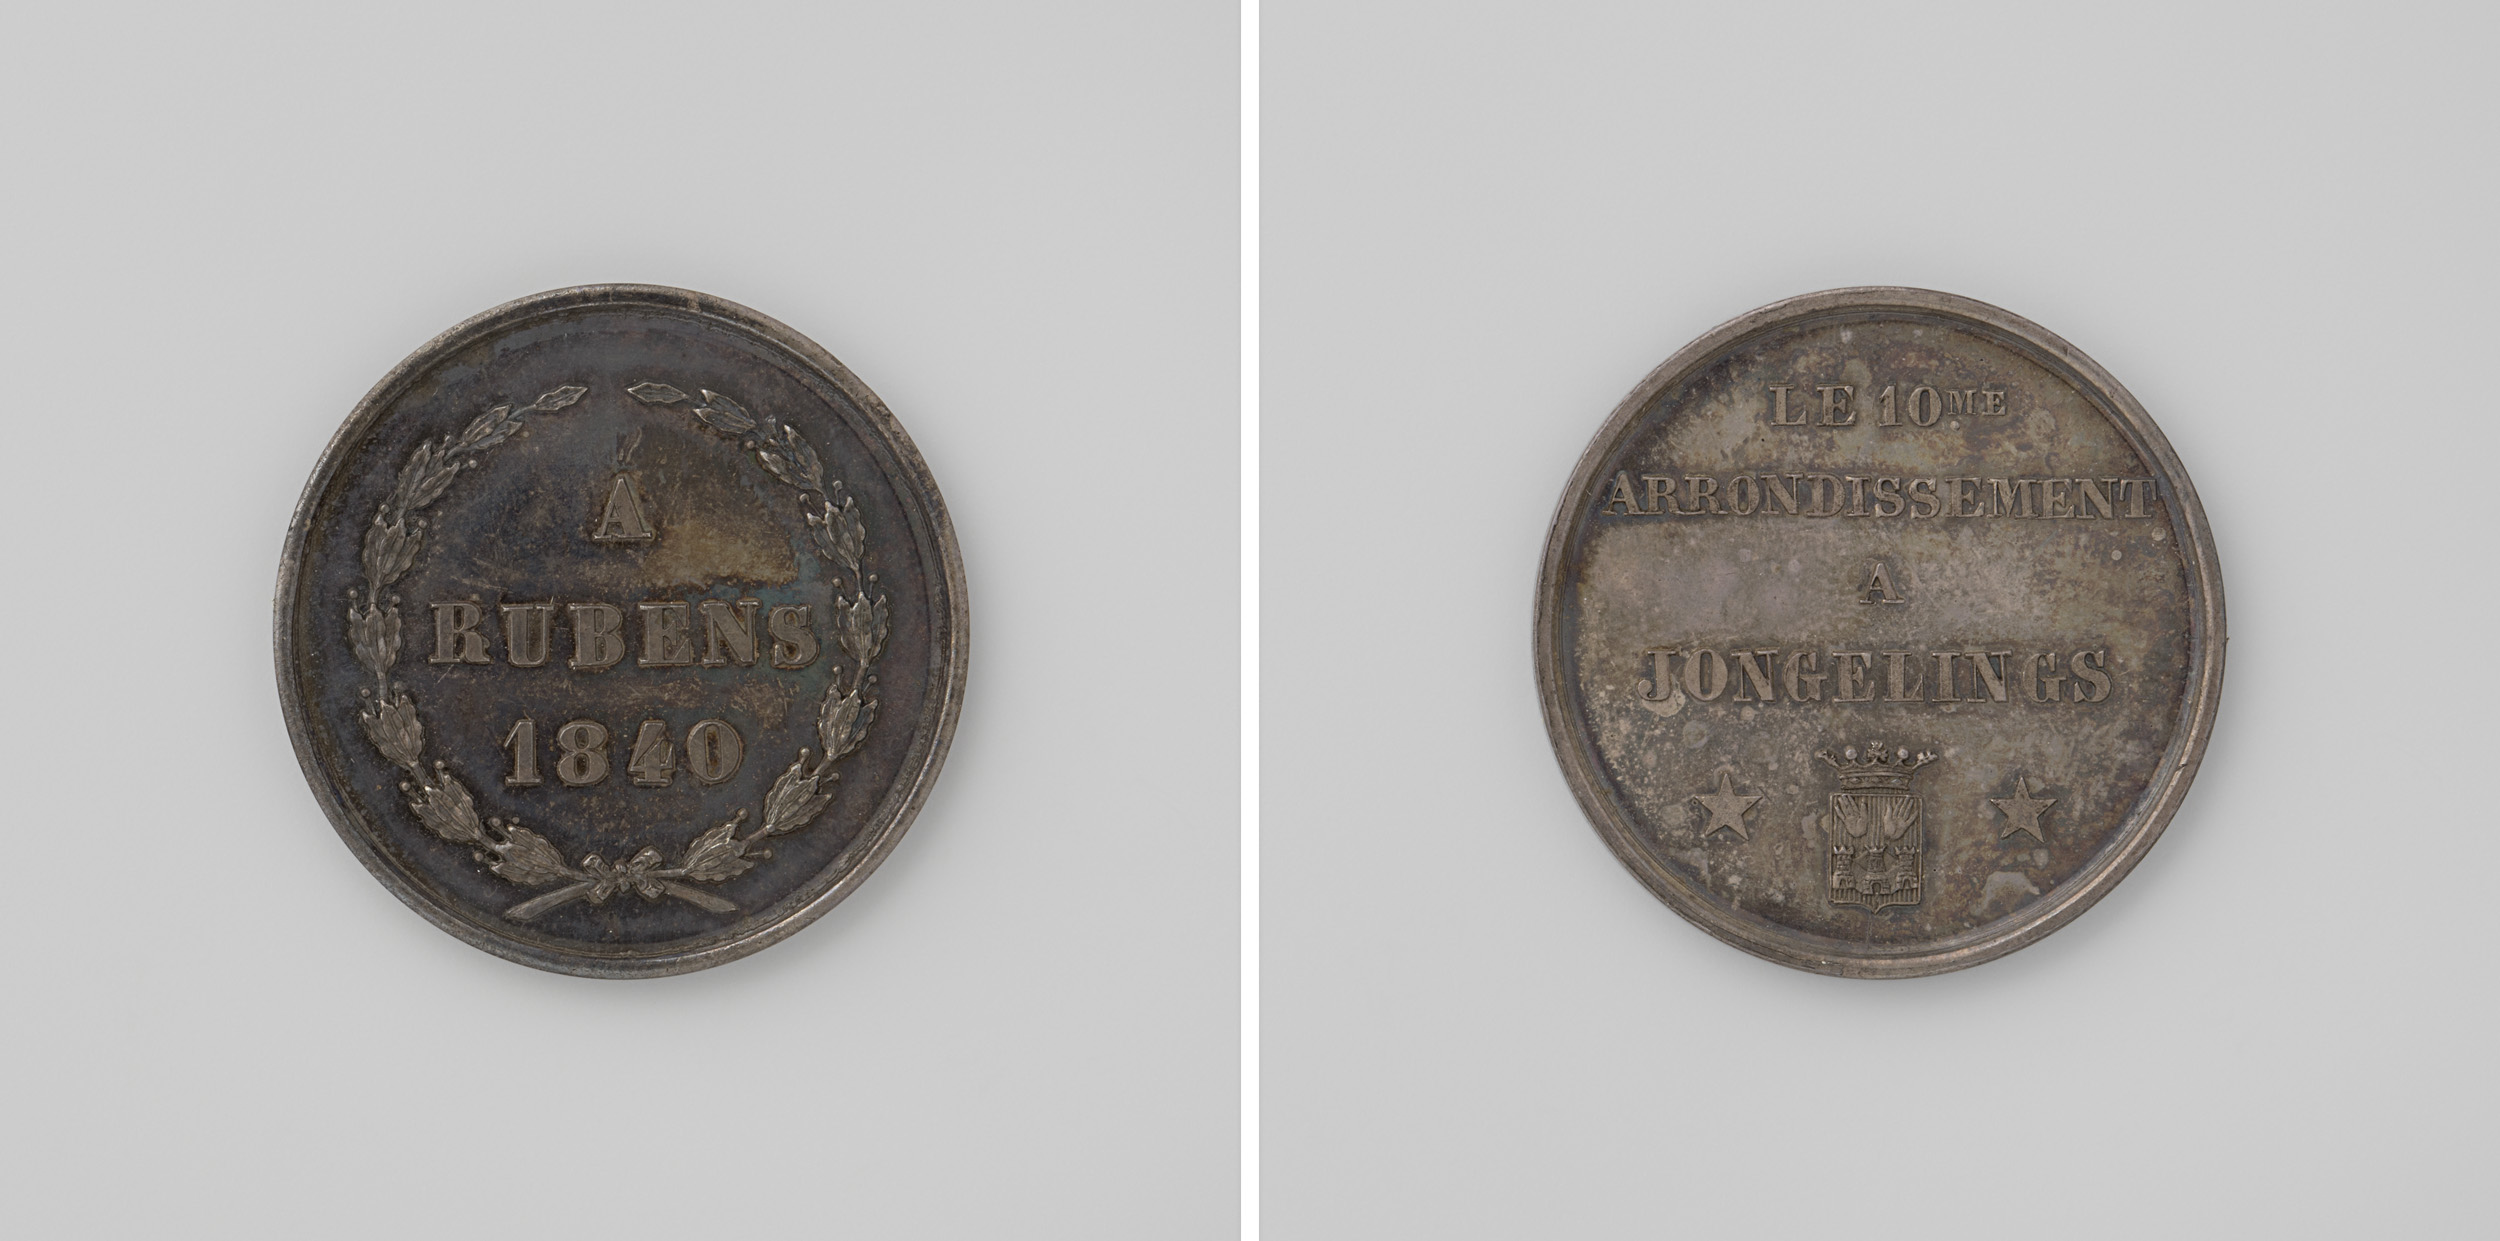 A
RUBENS
1840
LE 10ME
ARRONDISSEMENT
A
JONGELINGS